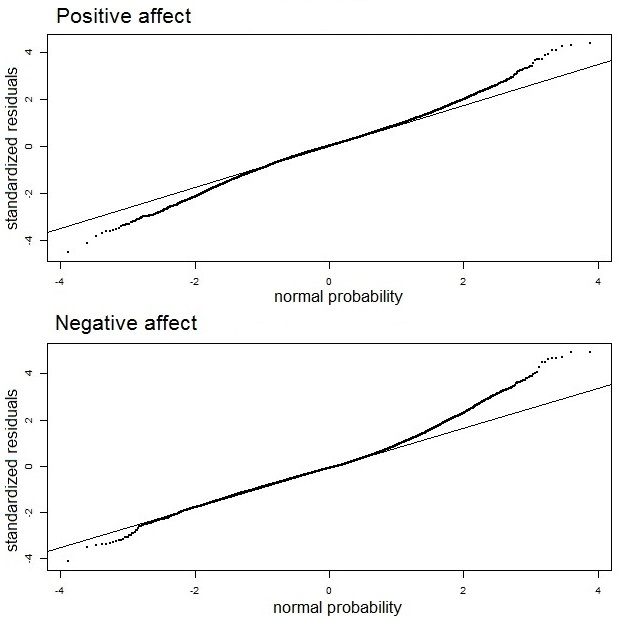 Positive affect
standardized residuals
4
2
0
-2
-4
-4 -2 0 2 4
normal probability
Negative affect
standardized residuals
4
2
0
-2
-4
-4 -2 0 2 4
normal probability